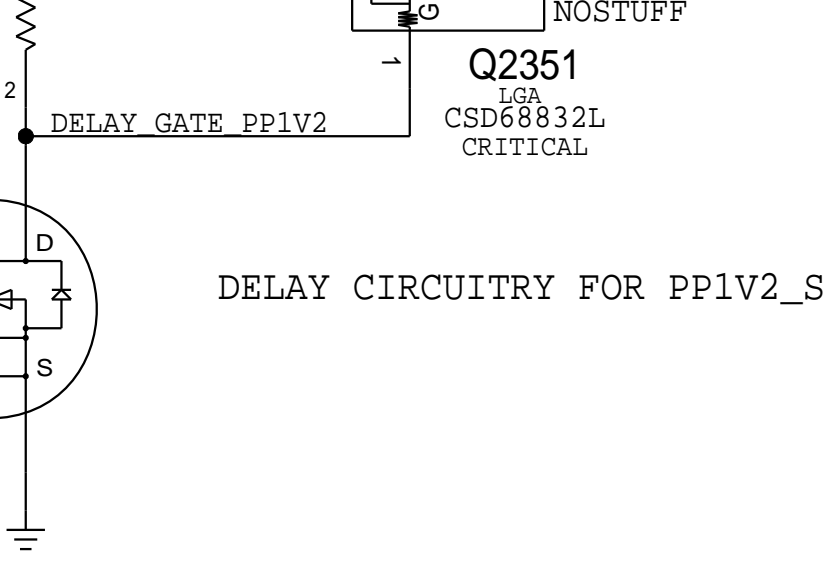 G
NOSTUFF
1
Q2351
LGA
CSD68832L
CRITICAL
2
DELAY_GATE_PP1V2
D
DELAY CIRCUITRY FOR PP1V2_S
S